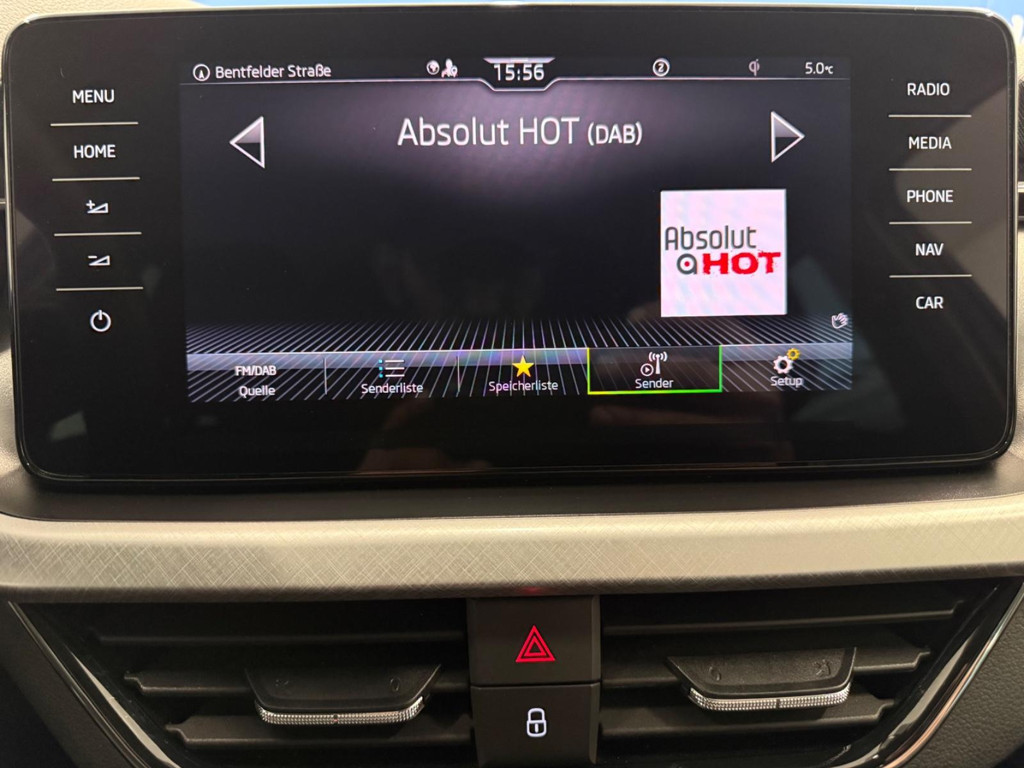 Bentfelder Straße
15:56
2
5.0°C
MENU
HOME
RADIO
MEDIA
PHONE
NAV
CAR
Absolut HOT (DAB)
Absolut
HOT
FM/DAB
Quelle
Senderliste
Speicherliste
Sender
Setup